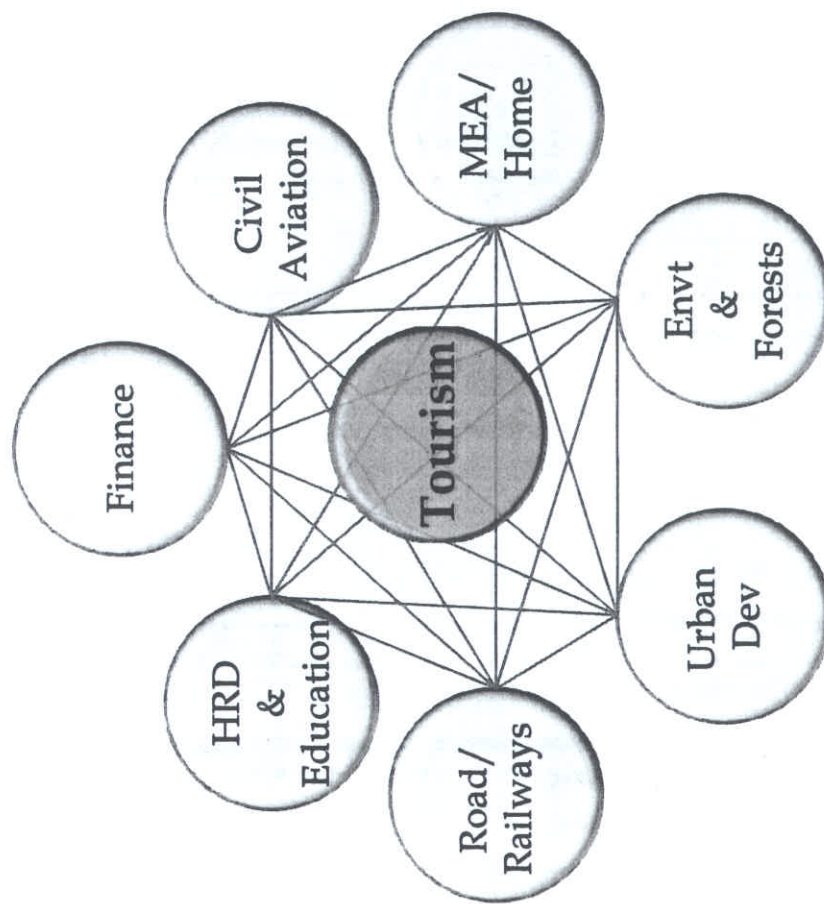 Finance
Civil
Aviation
MEA/
Home
Envt
&
Forests
Urban
Dev
Road/
Railways
HRD
&
Education
Tourism